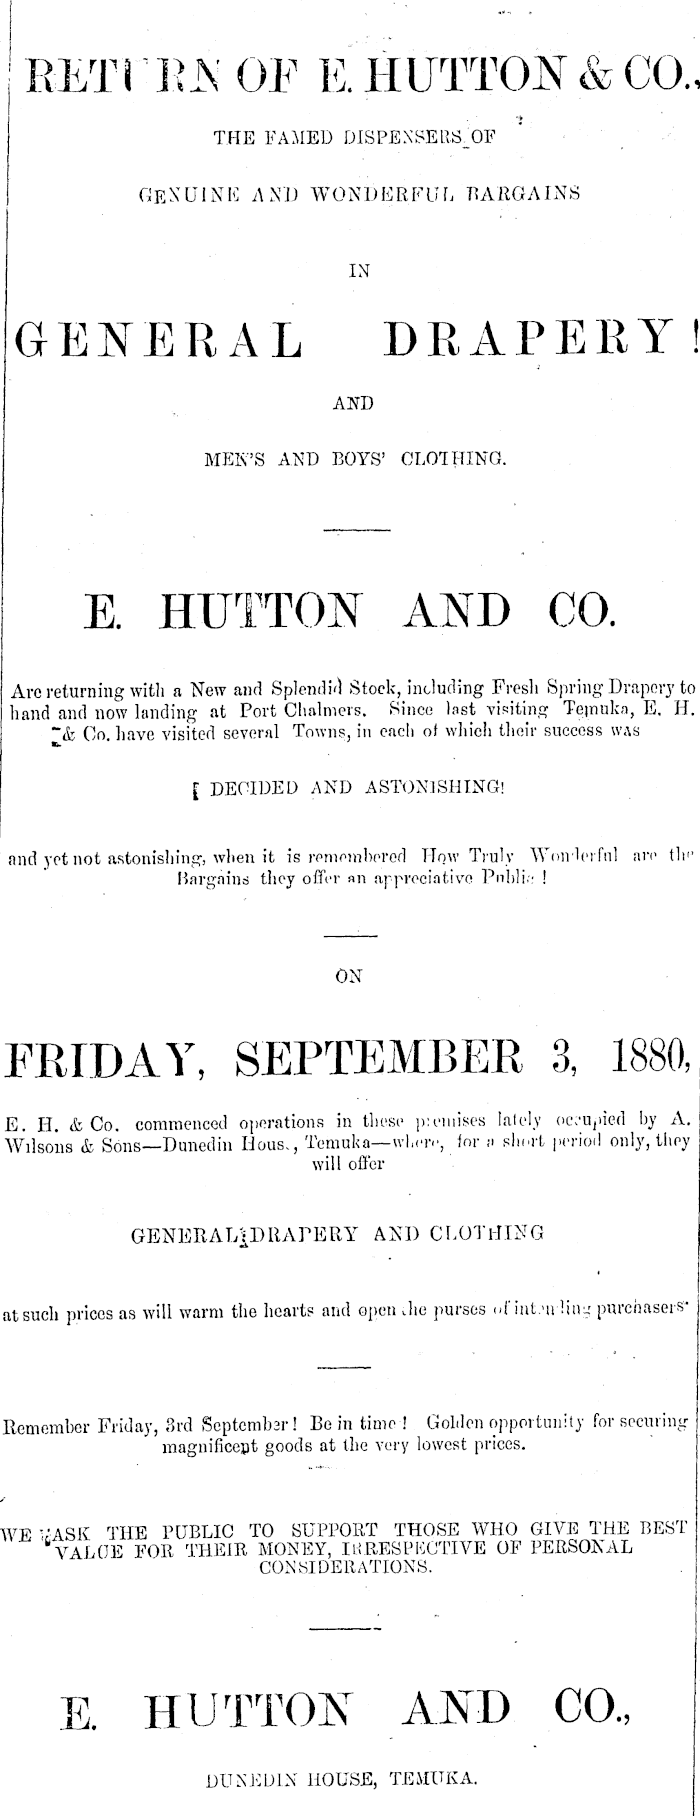 RETURN OF E. HUTTON & CO.,
THE FAMED DISPENSERS OF
GENUINE AND WONDERFUL BARGAINS
IN
GENERAL DRAPERY!
AND
MEN'S AND BOYS' CLOTHING.
E. HUTTON AND CO.
Are returning with a New and Splendid Stock, including Fresh Spring Drapery to
hand and now landing at Port Chalmers. Since last visiting Temuka, E. H.
& Co. have visited several Towns, in each of which their success was
DECIDED AND ASTONISHING!
and yet not astonishing, when it is remembered How Truly Wonderful are the
Bargains they offer an appreciative Public!
ON
FRIDAY, SEPTEMBER 3, 1880,
E. H. & Co. commenced operations in these premises lately occupied by A.
Wilsons & Sons—Dunedin House, Temuka—where, for a short period only, they
will offer
GENERAL DRAPERY AND CLOTHING
at such prices as will warm the hearts and open the purses of intending purchasers
Remember Friday, 3rd September! Be in time! Golden opportunity for securing
magnificent goods at the very lowest prices.
WE ASK THE PUBLIC TO SUPPORT THOSE WHO GIVE THE BEST
VALUE FOR THEIR MONEY, IRRESPECTIVE OF PERSONAL
CONSIDERATIONS.
E. HUTTON AND CO.,
DUNEDIN HOUSE, TEMUKA.